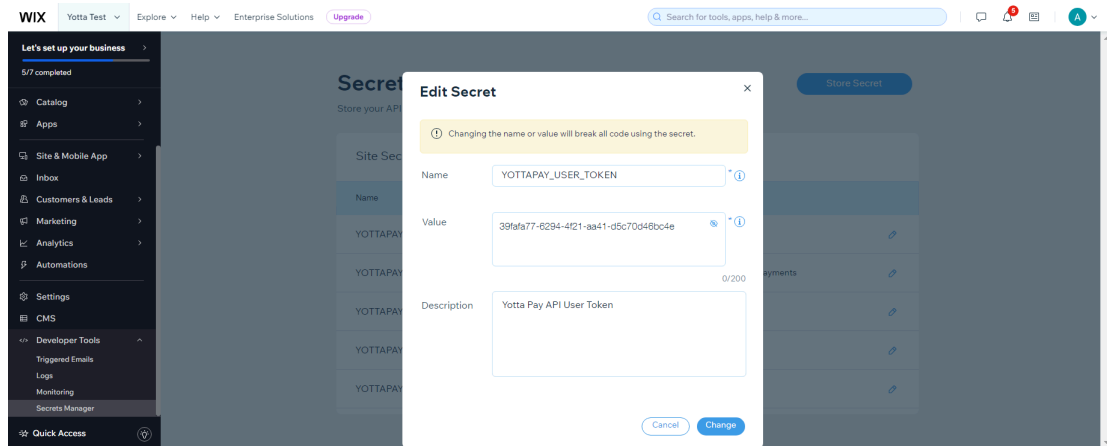 WIX Yotta Test Explore Help Enterprise Solutions Upgrade Search for tools, apps, help & more... 5 A
Let's set up your business
5/7 completed
Catalog
Apps
Site & Mobile App
Inbox
Customers & Leads
Marketing
Analytics
Automations
Settings
CMS
Developer Tools
Triggered Emails
Logs
Monitoring
Secrets Manager
Quick Access
Secret
Store Secret
Store your API
Site Sec
Name
YOTTAPAY
YOTTAPAY
ayments
YOTTAPAY
YOTTAPAY
YOTTAPAY
Edit Secret
Changing the name or value will break all code using the secret.
Name YOTTAPAY_USER_TOKEN *
Value 39fafa77-6294-4f21-aa41-d5c70d46bc4e *
0/200
Description Yotta Pay API User Token
Cancel Change